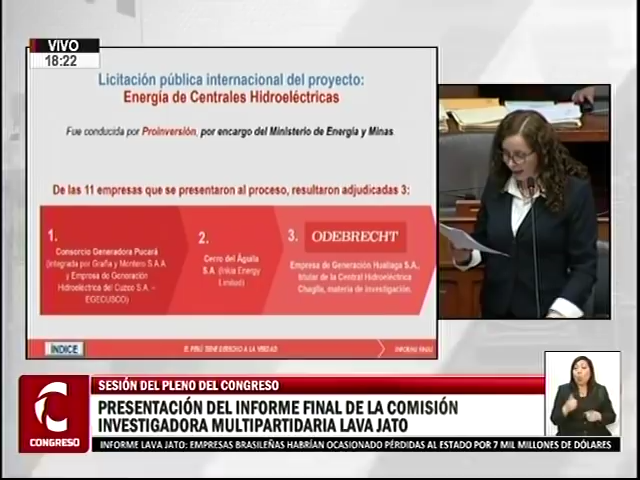 VIVO
18:22
Licitación pública internacional del proyecto:
Energía de Centrales Hidroeléctricas
Fue conducida por Proinversión, por encargo del Ministerio de Energía y Minas
De las 11 empresas que se presentaron al proceso, resultaron adjudicadas 3:
1.
Consorcio Generadora Pucará
(Integrada por Graña y Montero S.A.A
y Empresa de Generación
Hidroeléctrica del Cuzco S.A. –
EGECUSCO)
2.
Cerro del Águila
S.A (Inkia Energy
Limited)
3. ODEBRECHT
Empresa de Generación Huallaga S.A.,
titular de la Central Hidroeléctrica
Chaglla, materia de investigación.
ÍNDICE
EL PERÚ TIENE DERECHO A LA VERDAD
INFORME FINAL
CONGRESO
SESIÓN DEL PLENO DEL CONGRESO
PRESENTACIÓN DEL INFORME FINAL DE LA COMISIÓN
INVESTIGADORA MULTIPARTIDARIA LAVA JATO
INFORME LAVA JATO: EMPRESAS BRASILEÑAS HABRÍAN OCASIONADO PÉRDIDAS AL ESTADO POR 7 MIL MILLONES DE DÓLARES